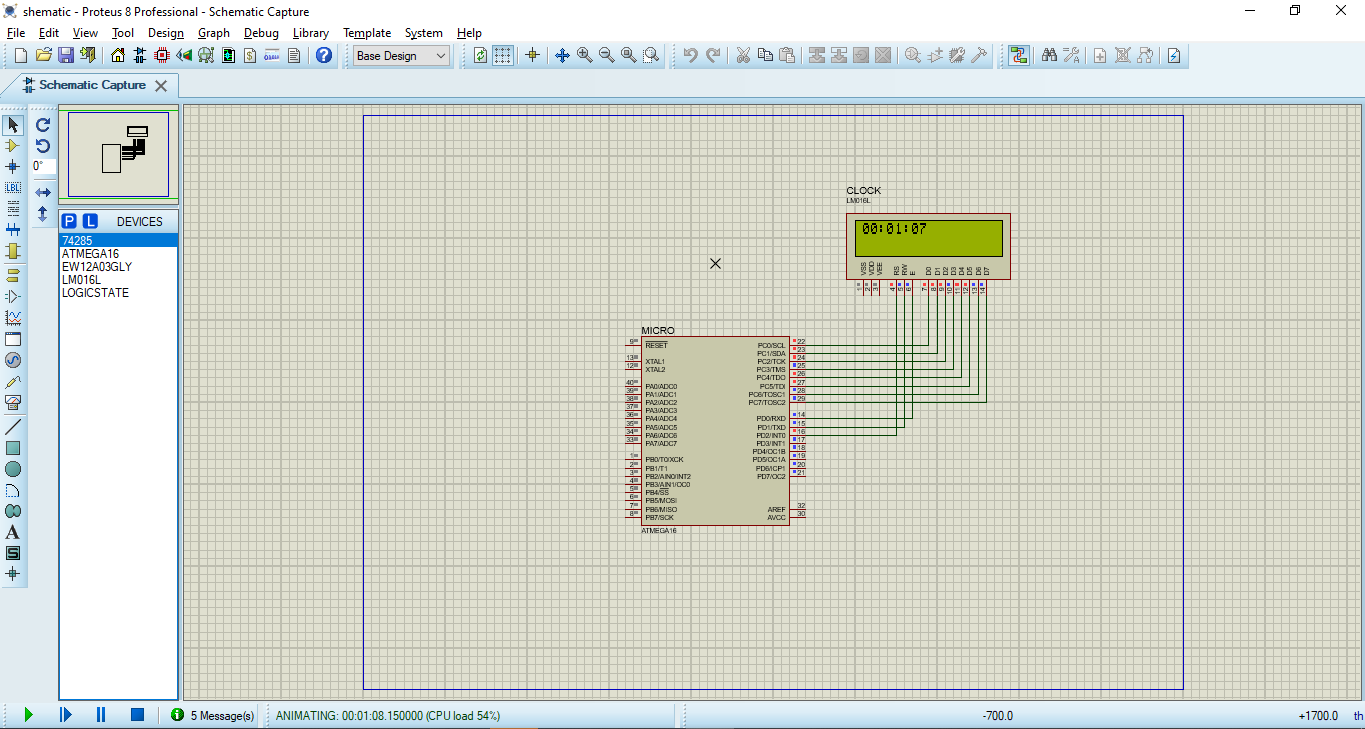 shematic - Proteus 8 Professional - Schematic Capture
File Edit View Tool Design Graph Debug Library Template System Help
Base Design
Schematic Capture
0°
LBL
P L DEVICES
74285
ATMEGA16
EW12A03GLY
LM016L
LOGICSTATE
A
S
CLOCK
LM016L
00:01:07
VSS VDD VEE RS RW E D0 D1 D2 D3 D4 D5 D6 D7
1 2 3 4 5 6 7 8 9 10 11 12 13 14
MICRO
9 RESET PC0/SCL 22
PC1/SDA 23
13 XTAL1 PC2/TCK 24
12 XTAL2 PC3/TMS 25
PC4/TDO 26
40 PA0/ADC0 PC5/TDI 27
39 PA1/ADC1 PC6/TOSC1 28
38 PA2/ADC2 PC7/TOSC2 29
37 PA3/ADC3
36 PA4/ADC4 PD0/RXD 14
35 PA5/ADC5 PD1/TXD 15
34 PA6/ADC6 PD2/INT0 16
33 PA7/ADC7 PD3/INT1 17
PD4/OC1B 18
1 PB0/T0/XCK PD5/OC1A 19
2 PB1/T1 PD6/ICP1 20
3 PB2/AIN0/INT2 PD7/OC2 21
4 PB3/AIN1/OC0
5 PB4/SS
6 PB5/MOSI
7 PB6/MISO AREF 32
8 PB7/SCK AVCC 30
ATMEGA16
5 Message(s) ANIMATING: 00:01:08.150000 (CPU load 54%) -700.0 +1700.0 th